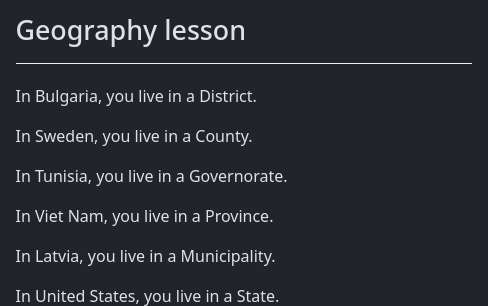 Geography lesson
In Bulgaria, you live in a District.
In Sweden, you live in a County.
In Tunisia, you live in a Governorate.
In Viet Nam, you live in a Province.
In Latvia, you live in a Municipality.
In United States, you live in a State.